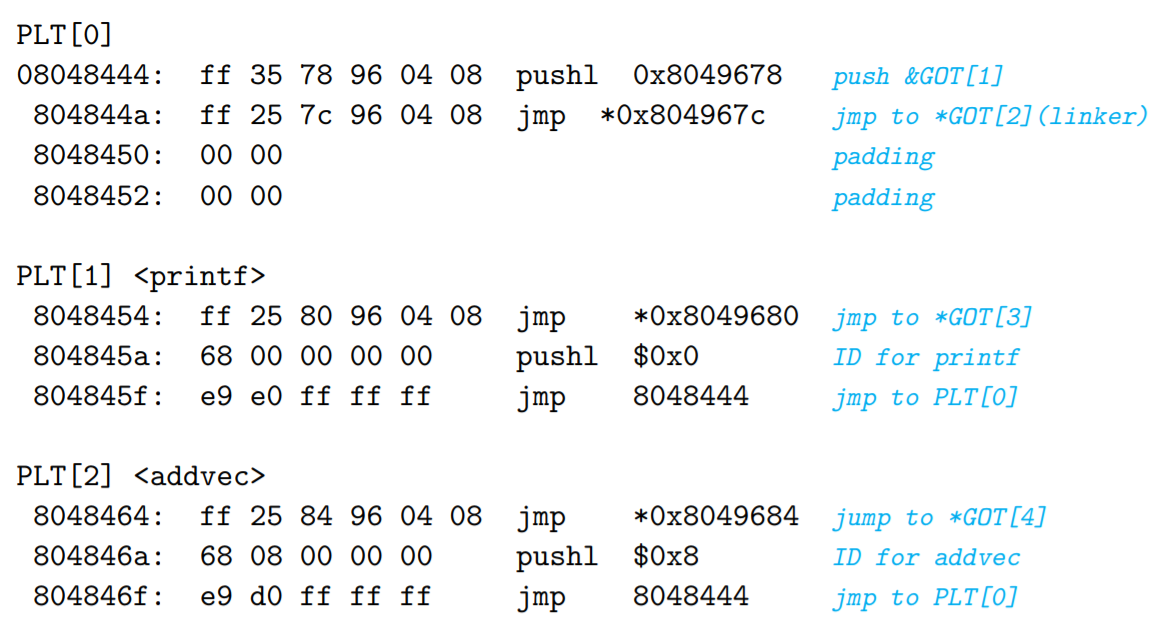 PLT[0]
08048444: ff 35 78 96 04 08 pushl 0x8049678 push &GOT[1]
804844a: ff 25 7c 96 04 08 jmp *0x804967c jmp to *GOT[2](linker)
8048450: 00 00 padding
8048452: 00 00 padding
PLT[1] <printf>
8048454: ff 25 80 96 04 08 jmp *0x8049680 jmp to *GOT[3]
804845a: 68 00 00 00 00 pushl $0x0 ID for printf
804845f: e9 e0 ff ff ff jmp 8048444 jmp to PLT[0]
PLT[2] <addvec>
8048464: ff 25 84 96 04 08 jmp *0x8049684 jump to *GOT[4]
804846a: 68 08 00 00 00 pushl $0x8 ID for addvec
804846f: e9 d0 ff ff ff jmp 8048444 jmp to PLT[0]